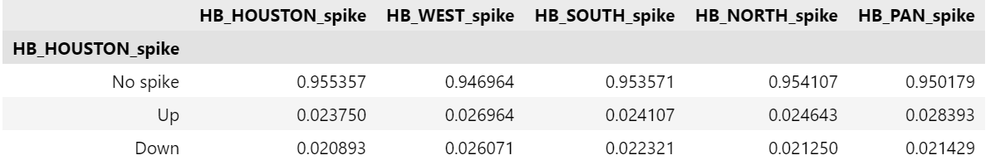 HB_HOUSTON_spike HB_WEST_spike HB_SOUTH_spike HB_NORTH_spike HB_PAN_spike
HB_HOUSTON_spike
No spike 0.955357 0.946964 0.953571 0.954107 0.950179
Up 0.023750 0.026964 0.024107 0.024643 0.028393
Down 0.020893 0.026071 0.022321 0.021250 0.021429